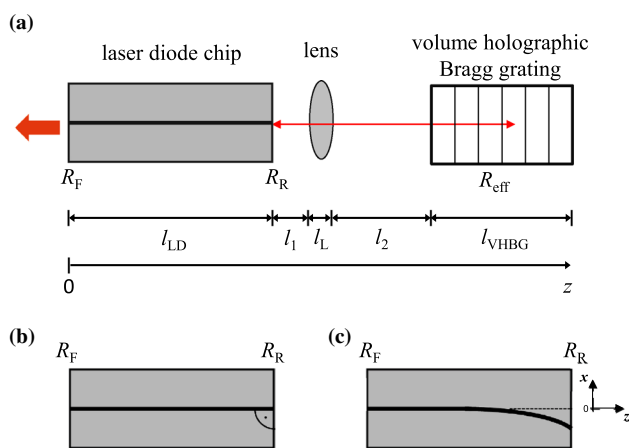 (a)
laser diode chip
lens
volume holographic
Bragg grating
R_F
R_R
R_eff
l_LD
l_1
l_L
l_2
l_VHBG
0
z
(b)
R_F
R_R
(c)
R_F
R_R
x
0
z